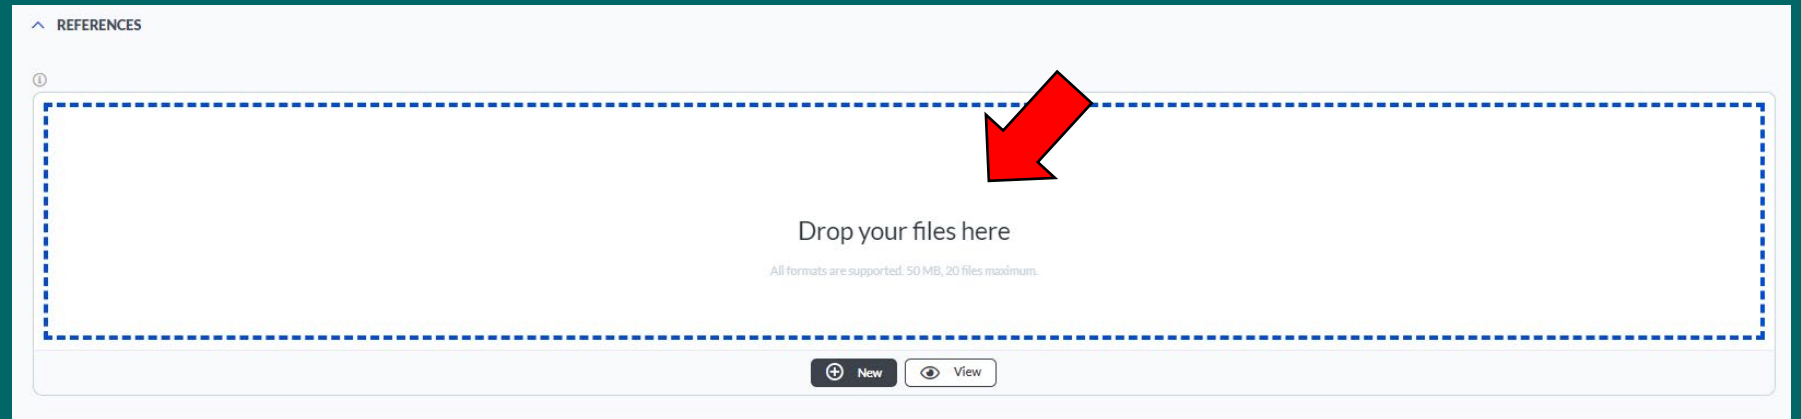 REFERENCES
Drop your files here
All formats are supported. 50 MB, 20 files maximum.
New
View